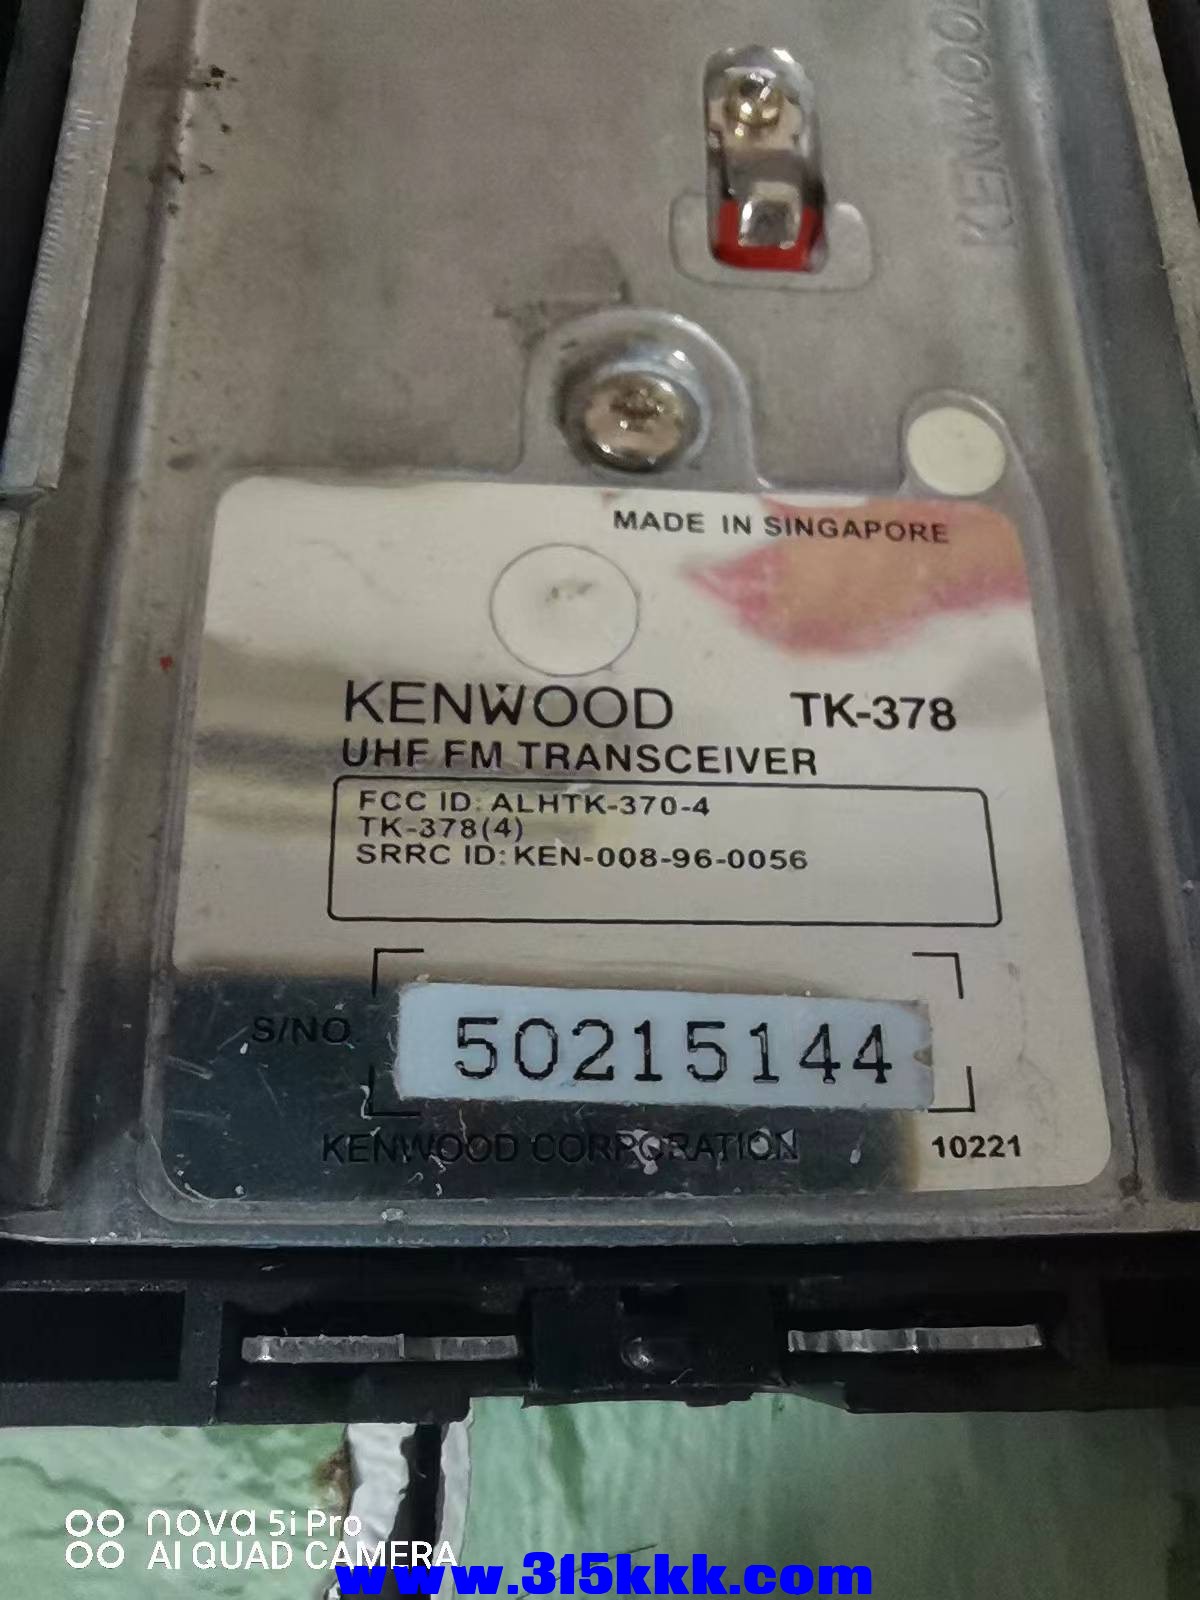 KENWOO
MADE IN SINGAPORE
KENWOOD TK-378
UHF FM TRANSCEIVER
FCC ID: ALHTK-370-4
TK-378(4)
SRRC ID: KEN-008-96-0056
S/NO 50215144
KENWOOD CORPORATION 10221
nova 5i Pro
AI QUAD CAMERA
www.315kkk.com